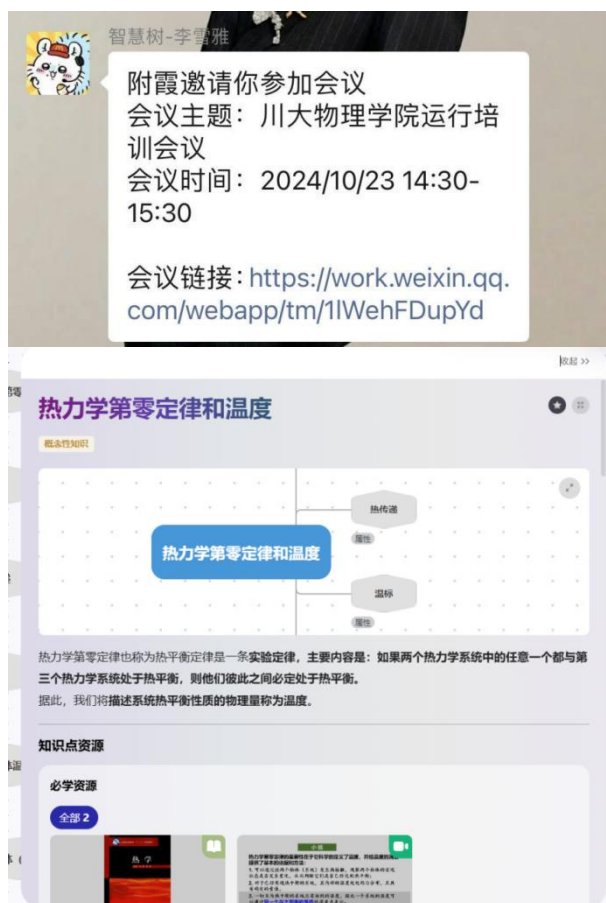 智慧树-李雪雅
附霞邀请你参加会议
会议主题：川大物理学院运行培
训会议
会议时间：2024/10/23 14:30-
15:30
会议链接：https://work.weixin.qq.
com/webapp/tm/1lWehFDupYd
收起 >>
热力学第零定律和温度
概念性知识
热传递
属性
热力学第零定律和温度
温标
属性
热力学第零定律也称为热平衡定律是一条实验定律，主要内容是：如果两个热力学系统中的任意一个都与第
三个热力学系统处于热平衡，则他们彼此之间必定处于热平衡。
据此，我们将描述系统热平衡性质的物理量称为温度。
知识点资源
必学资源
全部 2
热 学
小 结